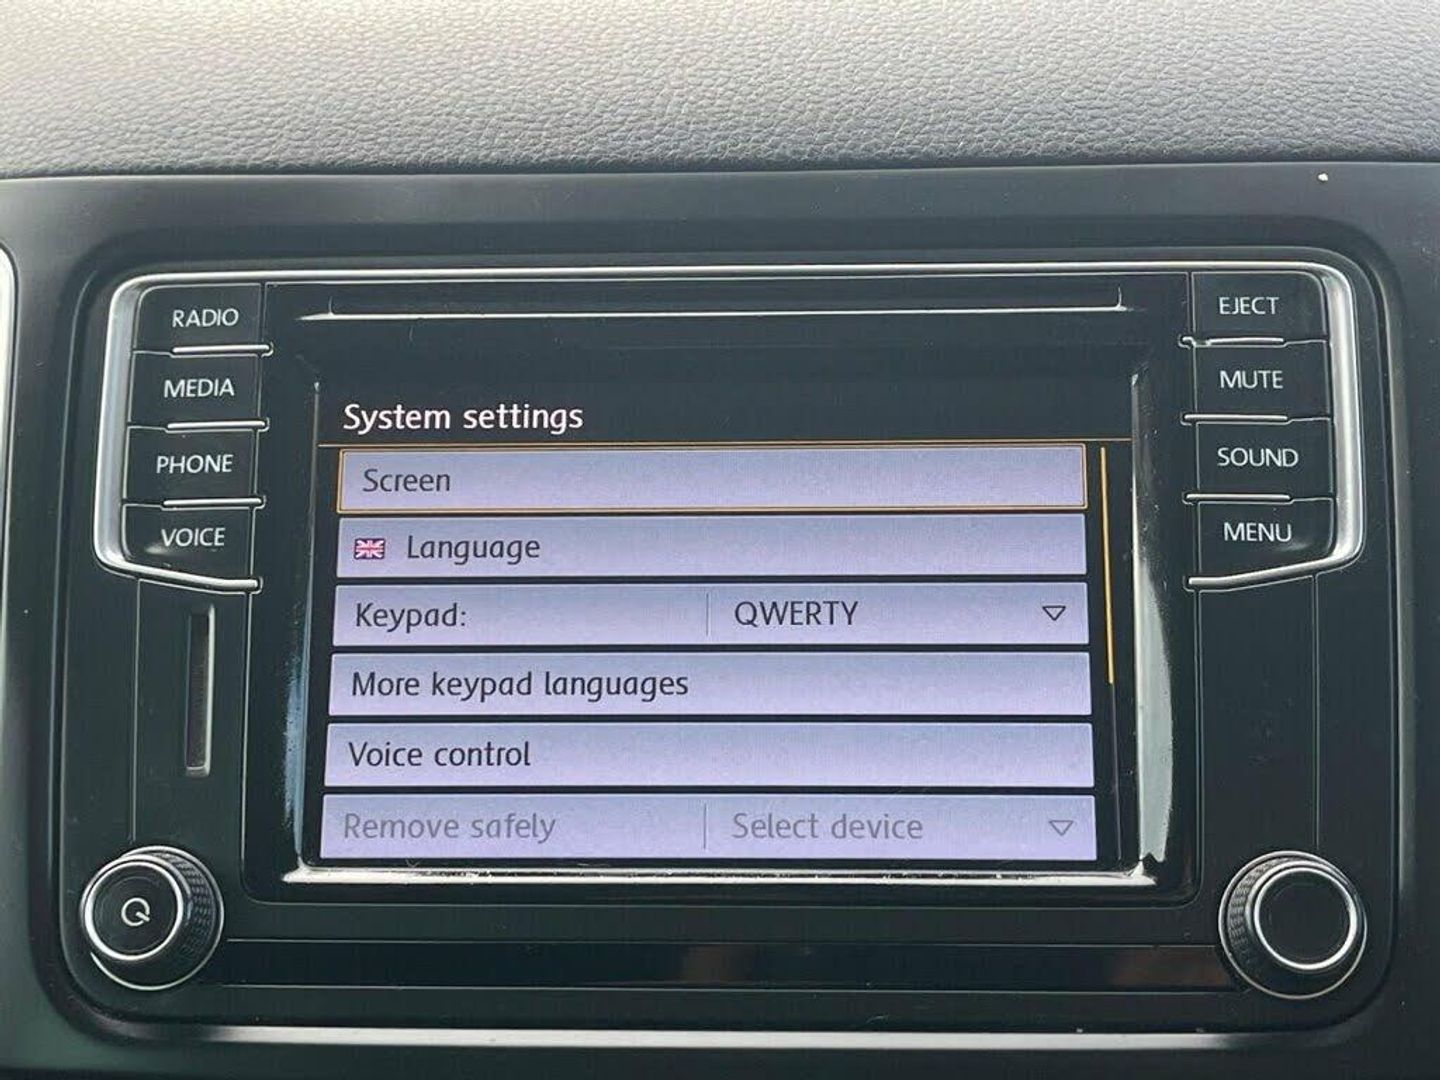 RADIO
MEDIA
PHONE
VOICE
System settings
Screen
Language
Keypad: QWERTY
More keypad languages
Voice control
Remove safely Select device
EJECT
MUTE
SOUND
MENU